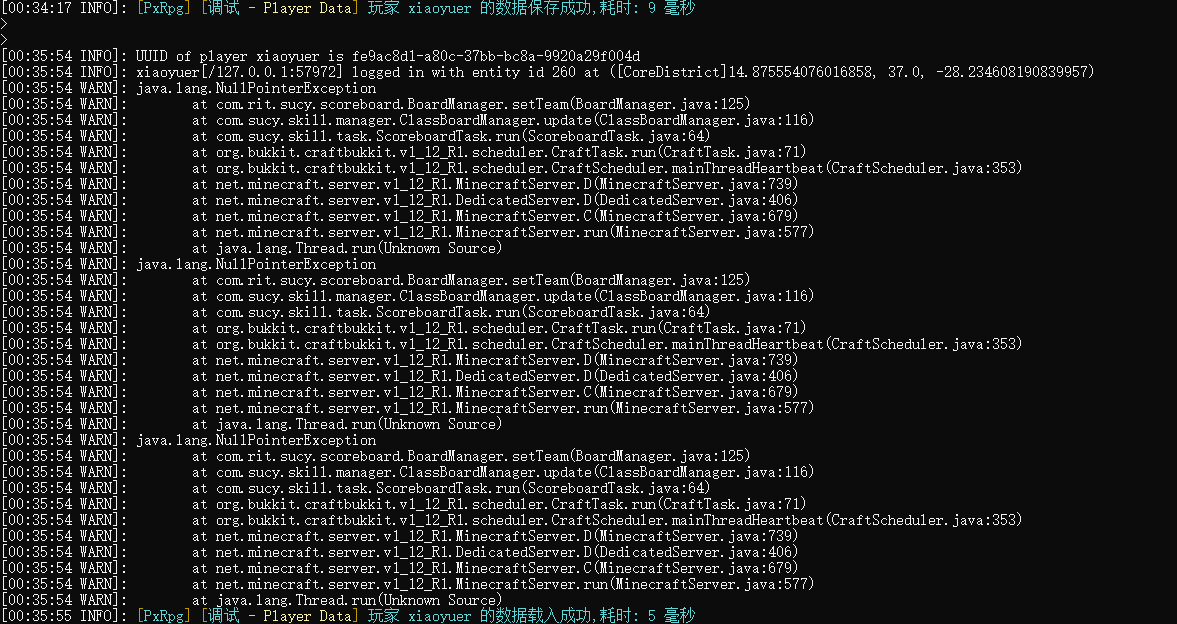 [00:34:17 INFO]: [PxRpg] [调试 - Player Data] 玩家 xiaoyuer 的数据保存成功,耗时: 9 毫秒
>
>
[00:35:54 INFO]: UUID of player xiaoyuer is fe9ac8d1-a80c-37bb-bc8a-9920a29f004d
[00:35:54 INFO]: xiaoyuer[/127.0.0.1:57972] logged in with entity id 260 at ([CoreDistrict]14.875554076016858, 37.0, -28.234608190839957)
[00:35:54 WARN]: java.lang.NullPointerException
[00:35:54 WARN]:        at com.rit.sucy.scoreboard.BoardManager.setTeam(BoardManager.java:125)
[00:35:54 WARN]:        at com.sucy.skill.manager.ClassBoardManager.update(ClassBoardManager.java:116)
[00:35:54 WARN]:        at com.sucy.skill.task.ScoreboardTask.run(ScoreboardTask.java:64)
[00:35:54 WARN]:        at org.bukkit.craftbukkit.v1_12_R1.scheduler.CraftTask.run(CraftTask.java:71)
[00:35:54 WARN]:        at org.bukkit.craftbukkit.v1_12_R1.scheduler.CraftScheduler.mainThreadHeartbeat(CraftScheduler.java:353)
[00:35:54 WARN]:        at net.minecraft.server.v1_12_R1.MinecraftServer.D(MinecraftServer.java:739)
[00:35:54 WARN]:        at net.minecraft.server.v1_12_R1.DedicatedServer.D(DedicatedServer.java:406)
[00:35:54 WARN]:        at net.minecraft.server.v1_12_R1.MinecraftServer.C(MinecraftServer.java:679)
[00:35:54 WARN]:        at net.minecraft.server.v1_12_R1.MinecraftServer.run(MinecraftServer.java:577)
[00:35:54 WARN]:        at java.lang.Thread.run(Unknown Source)
[00:35:54 WARN]: java.lang.NullPointerException
[00:35:54 WARN]:        at com.rit.sucy.scoreboard.BoardManager.setTeam(BoardManager.java:125)
[00:35:54 WARN]:        at com.sucy.skill.manager.ClassBoardManager.update(ClassBoardManager.java:116)
[00:35:54 WARN]:        at com.sucy.skill.task.ScoreboardTask.run(ScoreboardTask.java:64)
[00:35:54 WARN]:        at org.bukkit.craftbukkit.v1_12_R1.scheduler.CraftTask.run(CraftTask.java:71)
[00:35:54 WARN]:        at org.bukkit.craftbukkit.v1_12_R1.scheduler.CraftScheduler.mainThreadHeartbeat(CraftScheduler.java:353)
[00:35:54 WARN]:        at net.minecraft.server.v1_12_R1.MinecraftServer.D(MinecraftServer.java:739)
[00:35:54 WARN]:        at net.minecraft.server.v1_12_R1.DedicatedServer.D(DedicatedServer.java:406)
[00:35:54 WARN]:        at net.minecraft.server.v1_12_R1.MinecraftServer.C(MinecraftServer.java:679)
[00:35:54 WARN]:        at net.minecraft.server.v1_12_R1.MinecraftServer.run(MinecraftServer.java:577)
[00:35:54 WARN]:        at java.lang.Thread.run(Unknown Source)
[00:35:54 WARN]: java.lang.NullPointerException
[00:35:54 WARN]:        at com.rit.sucy.scoreboard.BoardManager.setTeam(BoardManager.java:125)
[00:35:54 WARN]:        at com.sucy.skill.manager.ClassBoardManager.update(ClassBoardManager.java:116)
[00:35:54 WARN]:        at com.sucy.skill.task.ScoreboardTask.run(ScoreboardTask.java:64)
[00:35:54 WARN]:        at org.bukkit.craftbukkit.v1_12_R1.scheduler.CraftTask.run(CraftTask.java:71)
[00:35:54 WARN]:        at org.bukkit.craftbukkit.v1_12_R1.scheduler.CraftScheduler.mainThreadHeartbeat(CraftScheduler.java:353)
[00:35:54 WARN]:        at net.minecraft.server.v1_12_R1.MinecraftServer.D(MinecraftServer.java:739)
[00:35:54 WARN]:        at net.minecraft.server.v1_12_R1.DedicatedServer.D(DedicatedServer.java:406)
[00:35:54 WARN]:        at net.minecraft.server.v1_12_R1.MinecraftServer.C(MinecraftServer.java:679)
[00:35:54 WARN]:        at net.minecraft.server.v1_12_R1.MinecraftServer.run(MinecraftServer.java:577)
[00:35:54 WARN]:        at java.lang.Thread.run(Unknown Source)
[00:35:55 INFO]: [PxRpg] [调试 - Player Data] 玩家 xiaoyuer 的数据载入成功,耗时: 5 毫秒